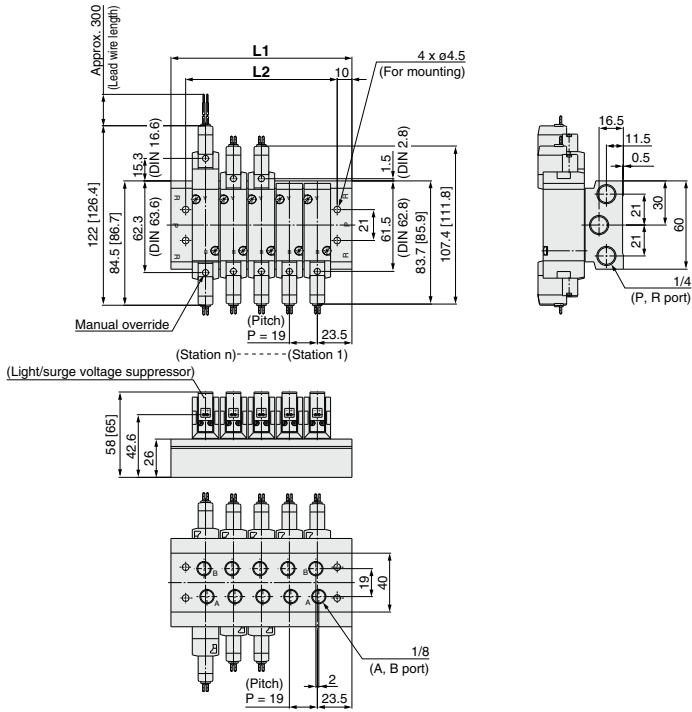 L1
L2
10
4 x ø4.5
(For mounting)
Approx. 300
(Lead wire length)
15.3
(DIN 16.6)
1.5
(DIN 2.8)
122 [126.4]
84.5 [86.7]
62.3
(DIN 63.6)
21
61.5
(DIN 62.8)
83.7 [85.9]
107.4 [111.8]
R
P
R
R
P
R
Manual override
(Pitch)
P = 19
23.5
(Station n)
(Station 1)
16.5
11.5
0.5
21
21
30
60
1/4
(P, R port)
(Light/surge voltage suppressor)
58 [65]
42.6
26
B
B
A
A
19
40
1/8
(A, B port)
2
(Pitch)
P = 19
23.5